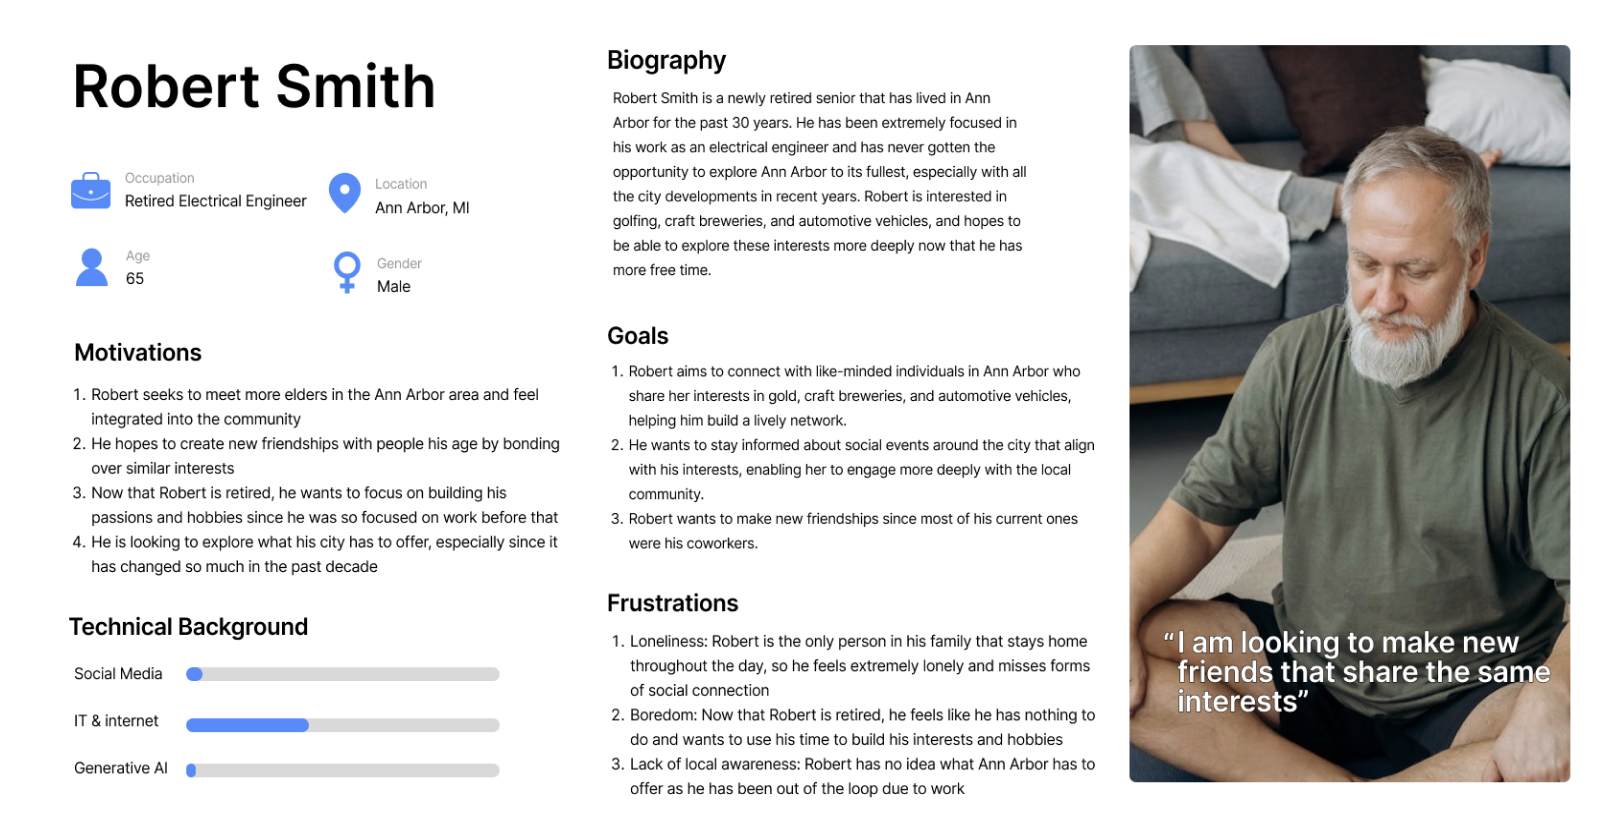 Robert Smith
Occupation
Retired Electrical Engineer
Location
Ann Arbor, MI
Age
65
Gender
Male
Motivations
1. Robert seeks to meet more elders in the Ann Arbor area and feel
integrated into the community
2. He hopes to create new friendships with people his age by bonding
over similar interests
3. Now that Robert is retired, he wants to focus on building his
passions and hobbies since he was so focused on work before that
4. He is looking to explore what his city has to offer, especially since it
has changed so much in the past decade
Technical Background
Social Media
IT & internet
Generative AI
Biography
Robert Smith is a newly retired senior that has lived in Ann
Arbor for the past 30 years. He has been extremely focused in
his work as an electrical engineer and has never gotten the
opportunity to explore Ann Arbor to its fullest, especially with all
the city developments in recent years. Robert is interested in
golfing, craft breweries, and automotive vehicles, and hopes to
be able to explore these interests more deeply now that he has
more free time.
Goals
1. Robert aims to connect with like-minded individuals in Ann Arbor who
share her interests in gold, craft breweries, and automotive vehicles,
helping him build a lively network.
2. He wants to stay informed about social events around the city that align
with his interests, enabling her to engage more deeply with the local
community.
3. Robert wants to make new friendships since most of his current ones
were his coworkers.
Frustrations
1. Loneliness: Robert is the only person in his family that stays home
throughout the day, so he feels extremely lonely and misses forms
of social connection
2. Boredom: Now that Robert is retired, he feels like he has nothing to
do and wants to use his time to build his interests and hobbies
3. Lack of local awareness: Robert has no idea what Ann Arbor has to
offer as he has been out of the loop due to work
“I am looking to make new
friends that share the same
interests”